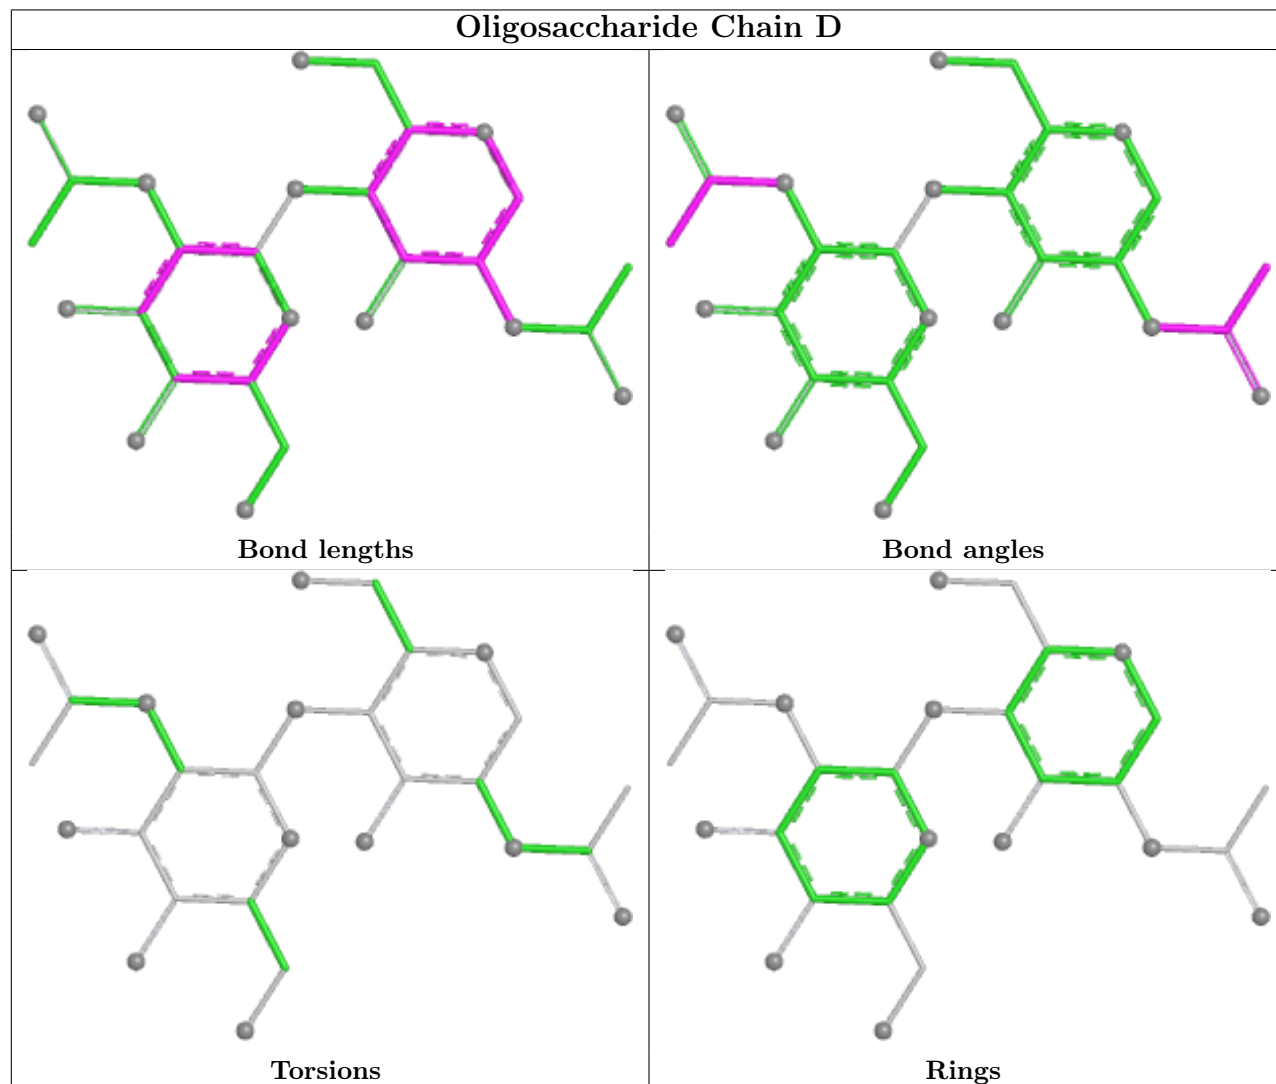 Oligosaccharide Chain D
Bond lengths
Bond angles
Torsions
Rings